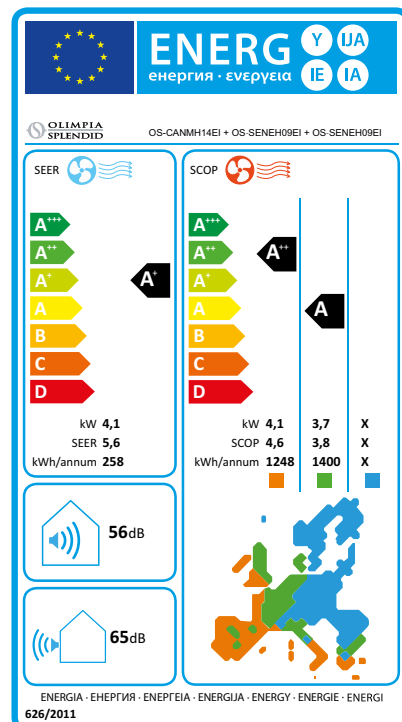 ENERG
енергия · ενεργεια
Y IJA
IE IA
OLIMPIA
SPLENDID
OS-CANMH14EI + OS-SENEH09EI + OS-SENEH09EI
SEER
A+++
A++
A+
A
B
C
D
A+
kW 4,1
SEER 5,6
kWh/annum 258
SCOP
A+++
A++
A+
A
B
C
D
A++
A
kW 4,1 3,7 X
SCOP 4,6 3,8 X
kWh/annum 1248 1400 X
56dB
65dB
ENERGIA · ЕНЕРГИЯ · ΕΝΕΡΓΕΙΑ · ENERGIJA · ENERGY · ENERGIE · ENERGI
626/2011